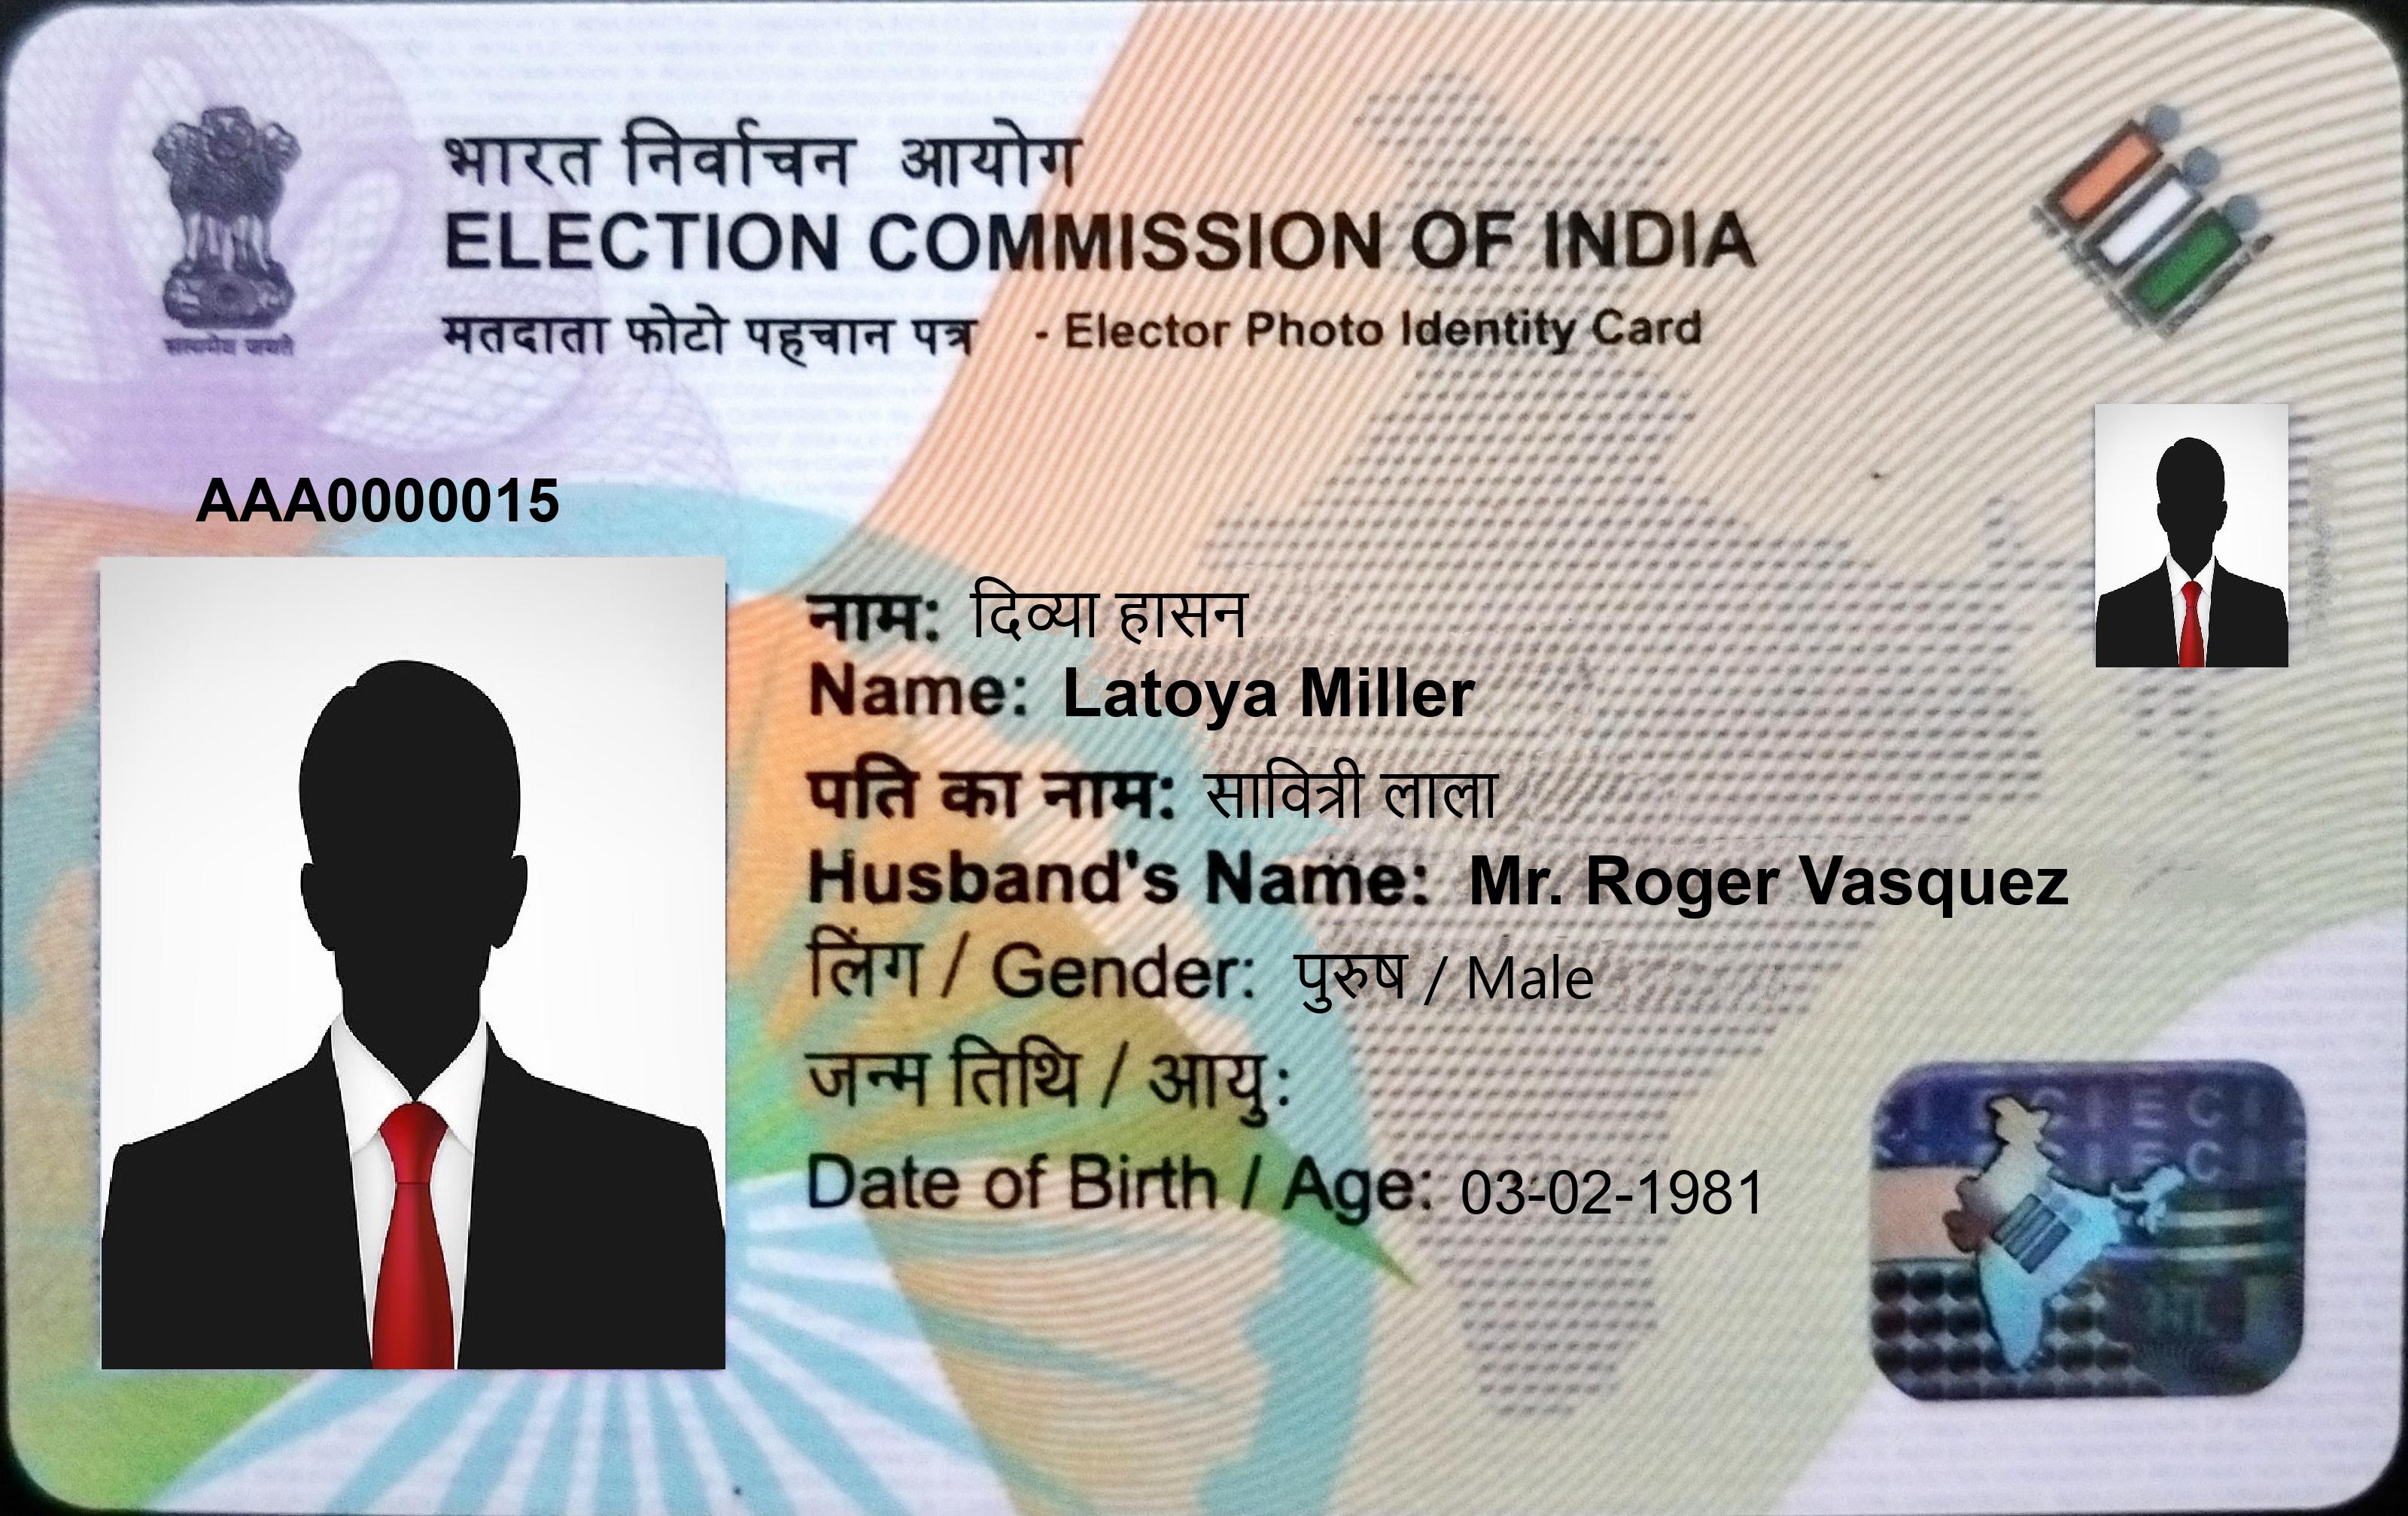 भारत निर्वाचन आयोग
ELECTION COMMISSION OF INDIA
मतदाता फोटो पहचान पत्र - Elector Photo Identity Card
सत्यमेव जयते
AAA0000015
नाम: दिव्या हासन
Name: Latoya Miller
पति का नाम: सावित्री लाला
Husband's Name: Mr. Roger Vasquez
लिंग / Gender: पुरुष / Male
जन्म तिथि / आयु:
Date of Birth / Age: 03-02-1981